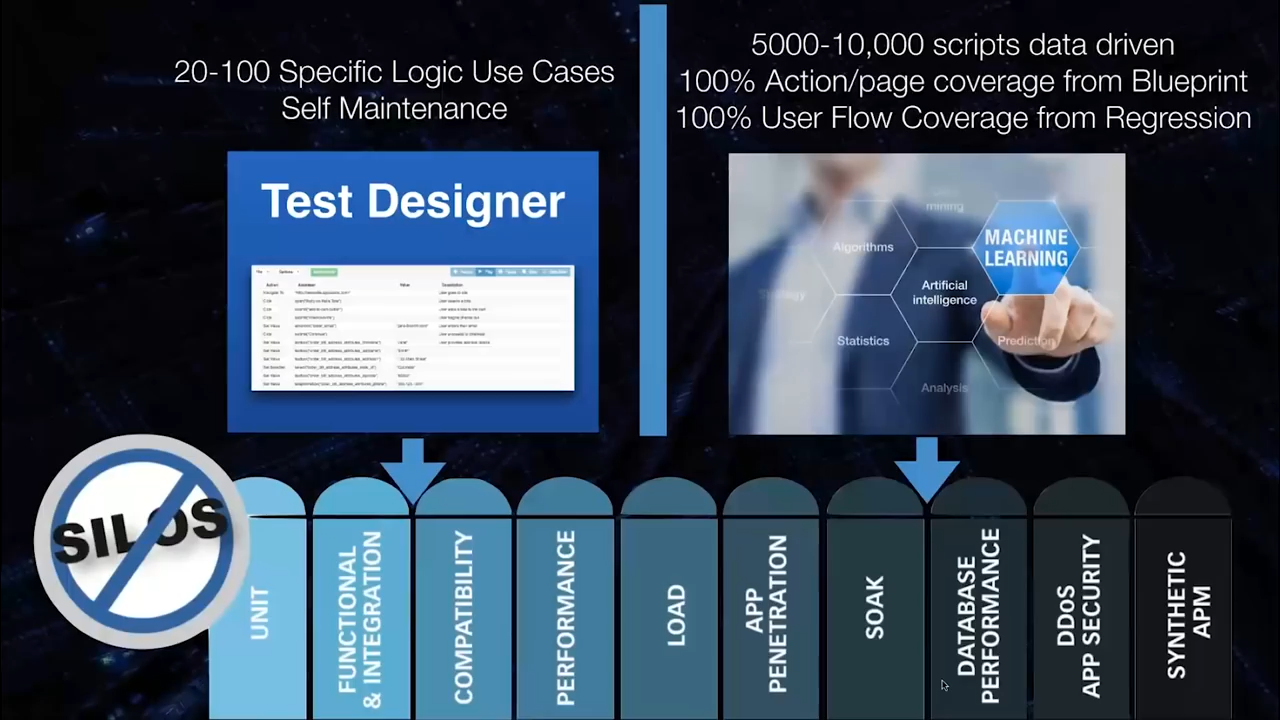 20-100 Specific Logic Use Cases
Self Maintenance
5000-10,000 scripts data driven
100% Action/page coverage from Blueprint
100% User Flow Coverage from Regression
Test Designer
mining
Algorithms
MACHINE
LEARNING
Artificial
intelligence
Statistics
Prediction
Analysis
SILOS
UNIT
FUNCTIONAL
& INTEGRATION
COMPATIBILITY
PERFORMANCE
LOAD
APP
PENETRATION
SOAK
DATABASE
PERFORMANCE
DDoS
APP SECURITY
SYNTHETIC
APM